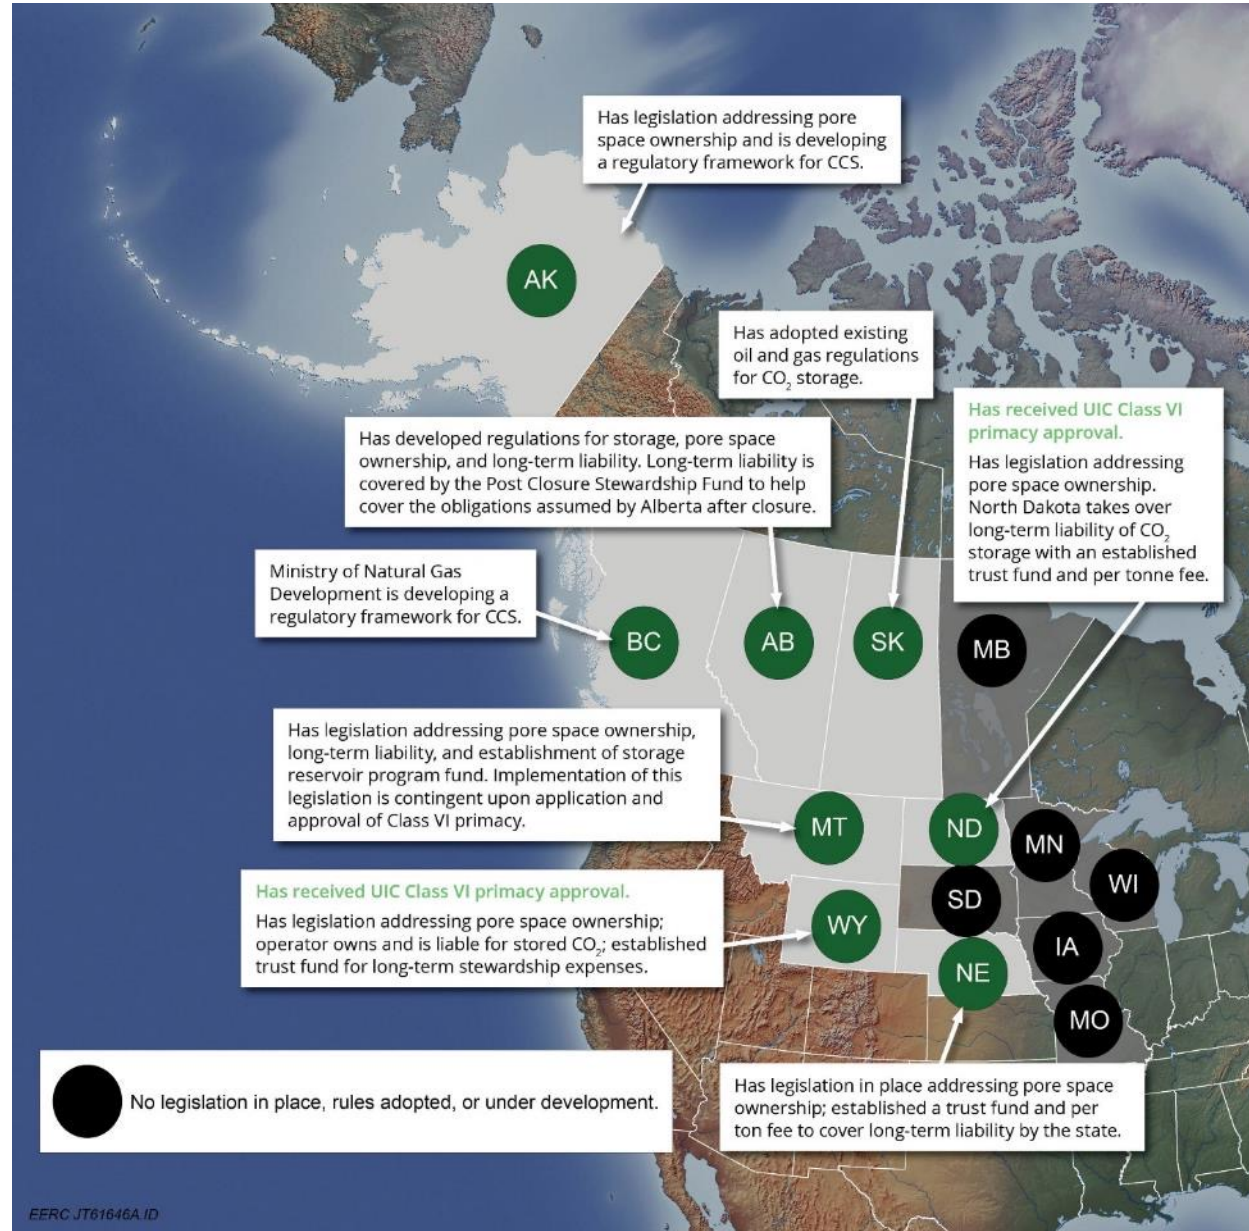 Has legislation addressing pore
space ownership and is developing
a regulatory framework for CCS.
AK
Has adopted existing
oil and gas regulations
for CO₂ storage.
Has received UIC Class VI
primacy approval.
Has legislation addressing
pore space ownership.
North Dakota takes over
long-term liability of CO₂
storage with an established
trust fund and per tonne fee.
Has developed regulations for storage, pore space
ownership, and long-term liability. Long-term liability is
covered by the Post Closure Stewardship Fund to help
cover the obligations assumed by Alberta after closure.
Ministry of Natural Gas
Development is developing a
regulatory framework for CCS.
BC
AB
SK
MB
Has legislation addressing pore space ownership,
long-term liability, and establishment of storage
reservoir program fund. Implementation of this
legislation is contingent upon application and
approval of Class VI primacy.
MT
ND
MN
WI
SD
Has received UIC Class VI primacy approval.
Has legislation addressing pore space ownership;
operator owns and is liable for stored CO₂; established
trust fund for long-term stewardship expenses.
WY
IA
NE
MO
Has legislation in place addressing pore space
ownership; established a trust fund and per
ton fee to cover long-term liability by the state.
No legislation in place, rules adopted, or under development.
EERC JT61646A.ID